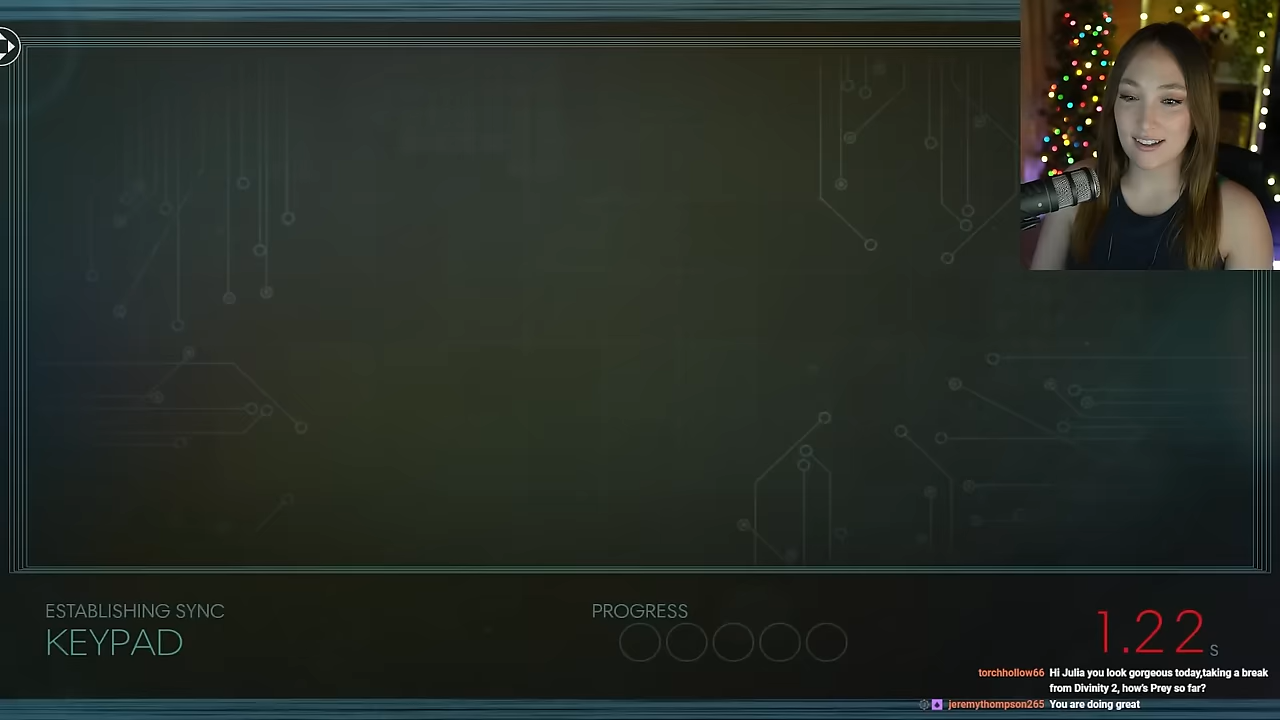 ESTABLISHING SYNC
KEYPAD
PROGRESS
1.22 s
torchhollow66 Hi Julia you look gorgeous today,taking a break
from Divinity 2, how's Prey so far?
jeremythompson265 You are doing great